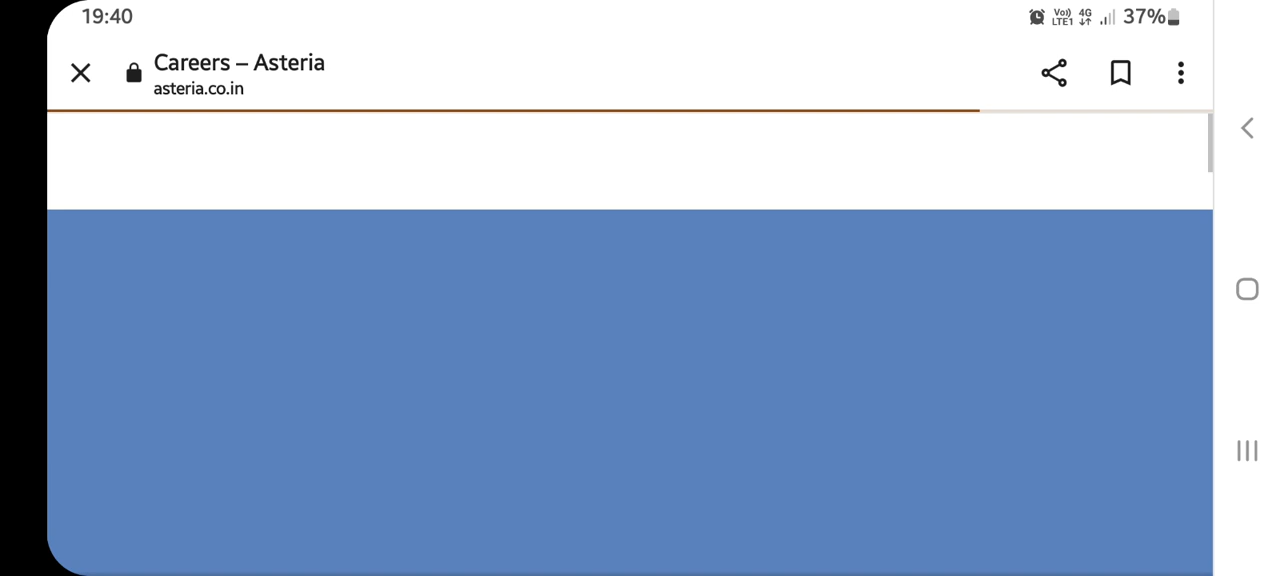 19:40
Vo)) 4G
LTE1
37%
Careers – Asteria
asteria.co.in